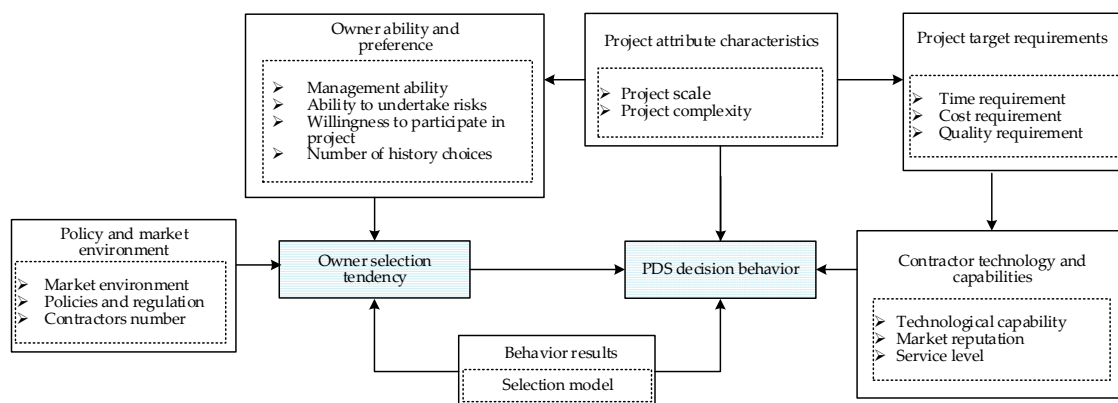 Owner ability and
preference
Management ability
Ability to undertake risks
Willingness to participate in
project
Number of history choices
Project attribute characteristics
Project scale
Project complexity
Project target requirements
Time requirement
Cost requirement
Quality requirement
Policy and market
environment
Market environment
Policies and regulation
Contractors number
Owner selection
tendency
PDS decision behavior
Contractor technology and
capabilities
Technological capability
Market reputation
Service level
Behavior results
Selection model